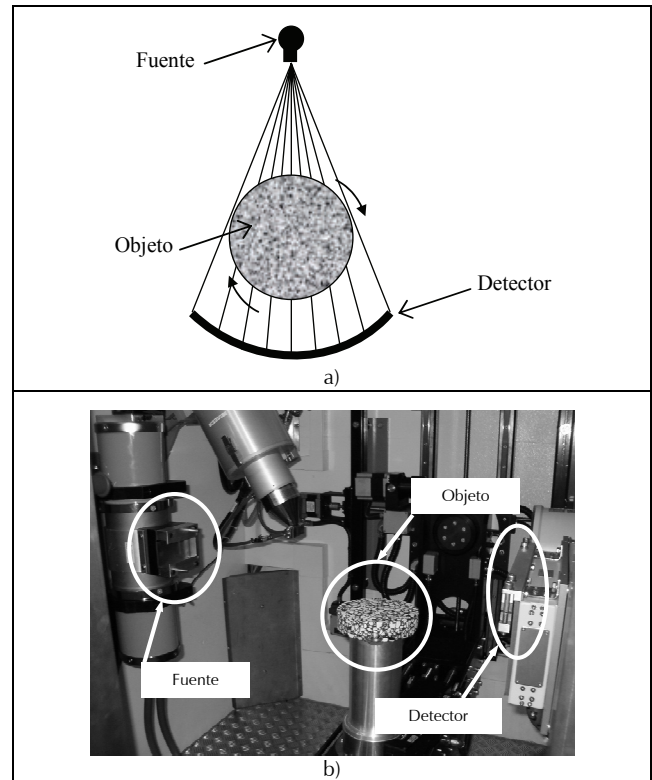 Fuente
Objeto
Detector
a)
Objeto
Fuente
Detector
b)